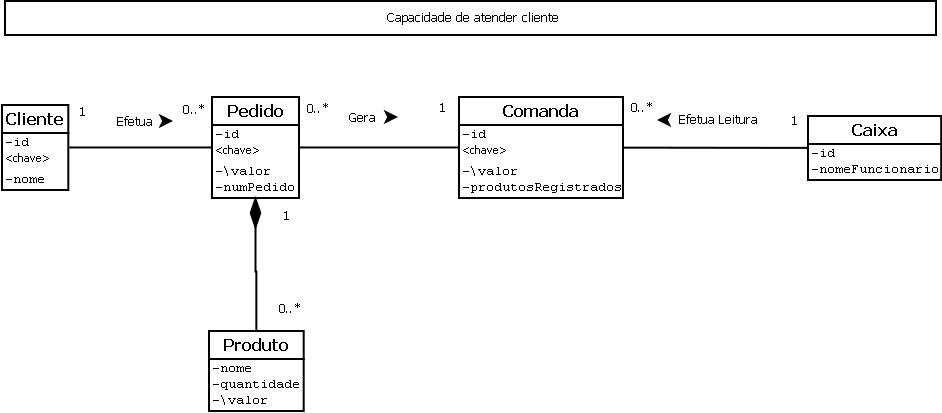 Capacidade de atender cliente
Cliente
-id
<chave>
-nome
1
Efetua
0..*
Pedido
-id
<chave>
-\valor
-numPedido
0..*
Gera
1
Comanda
-id
<chave>
-\valor
-produtosRegistrados
0..*
Efetua Leitura
1
Caixa
-id
-nomeFuncionario
1
0..*
Produto
-nome
-quantidade
-\valor